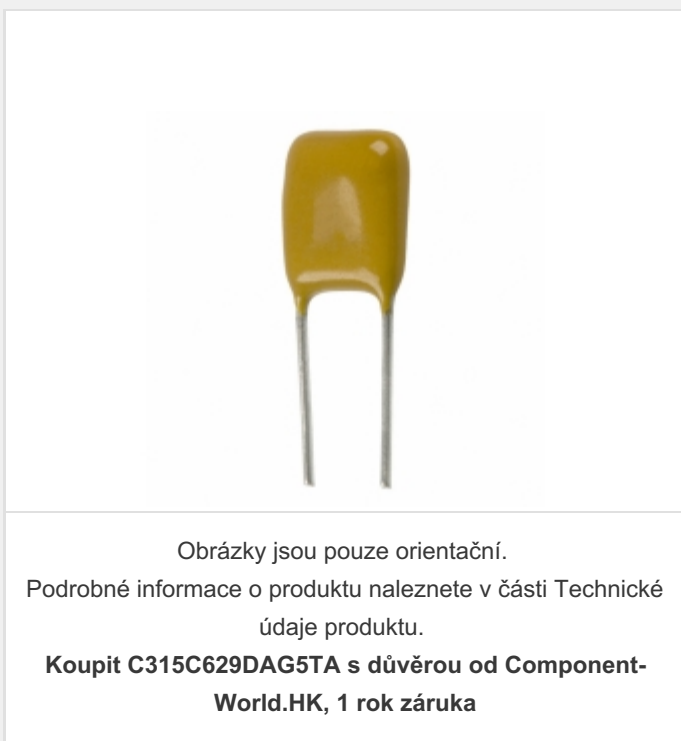 Obrázky jsou pouze orientační.
Podrobné informace o produktu naleznete v části Technické
údaje produktu.
Koupit C315C629DAG5TA s důvěrou od Component-
World.HK, 1 rok záruka